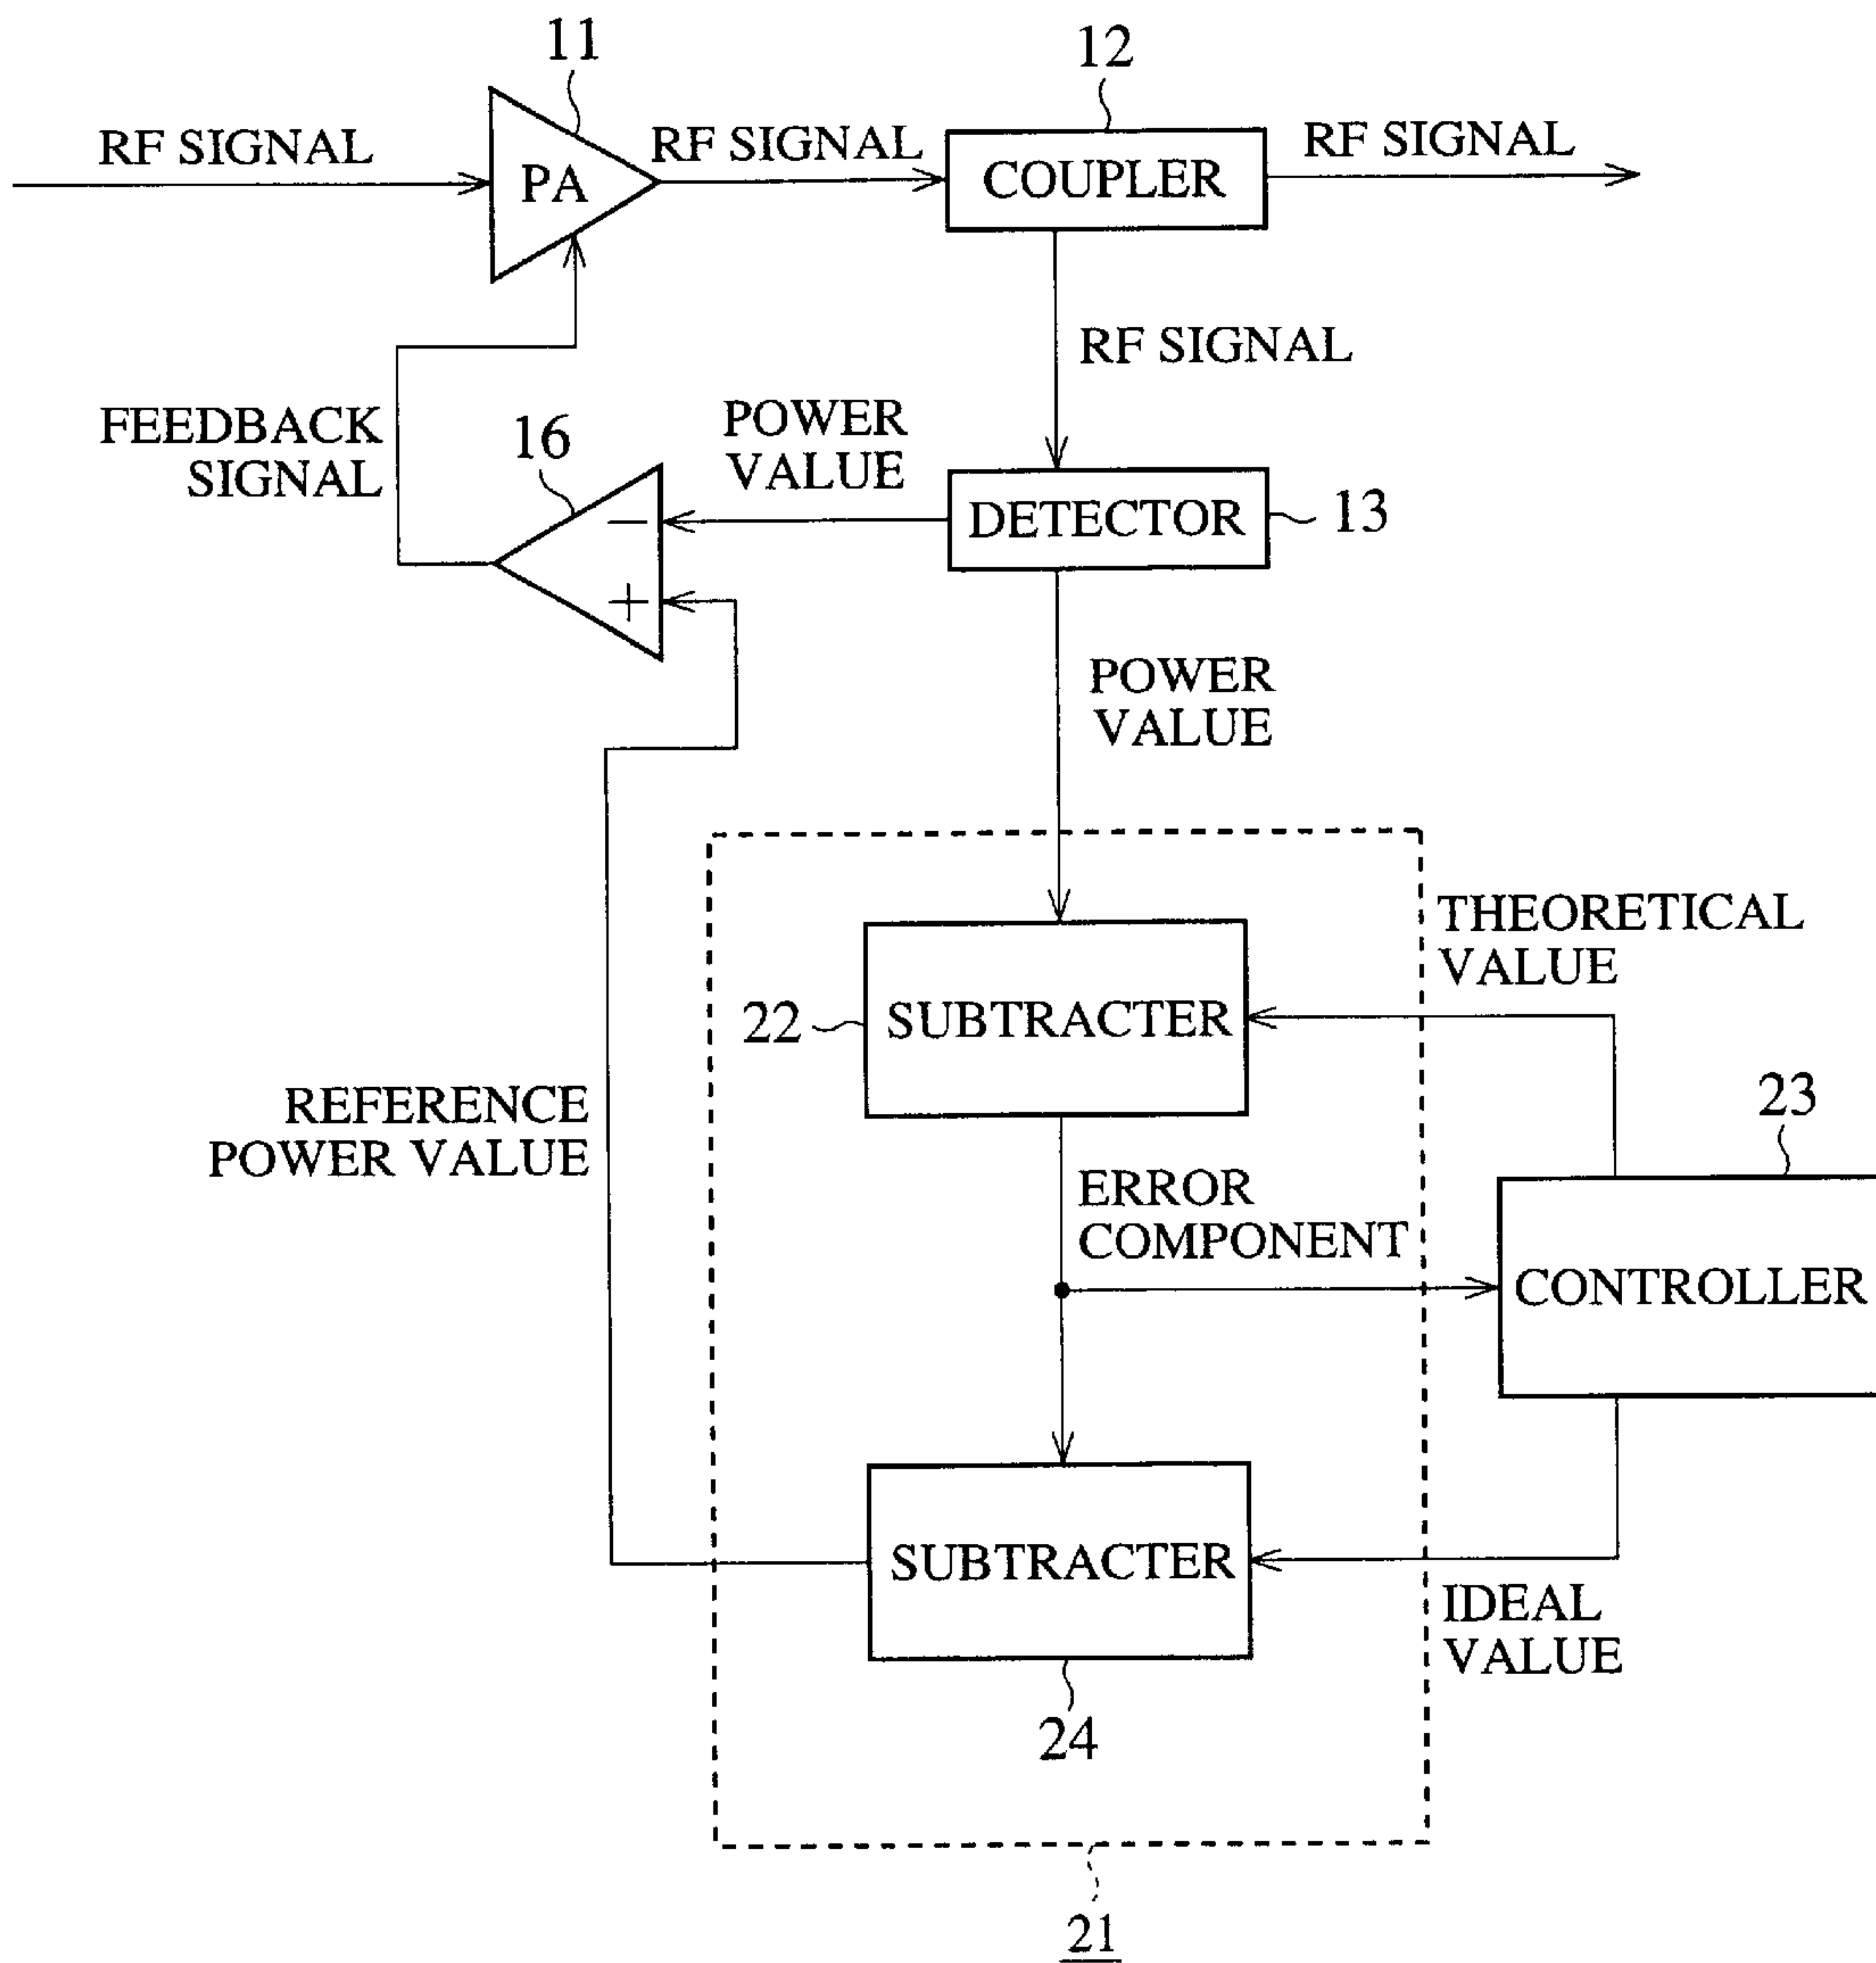 11
12
RF SIGNAL
PA
RF SIGNAL
COUPLER
RF SIGNAL
RF SIGNAL
FEEDBACK
SIGNAL
16
POWER
VALUE
−
+
DETECTOR
13
POWER
VALUE
THEORETICAL
VALUE
22
SUBTRACTER
REFERENCE
POWER VALUE
23
ERROR
COMPONENT
CONTROLLER
SUBTRACTER
IDEAL
VALUE
24
21